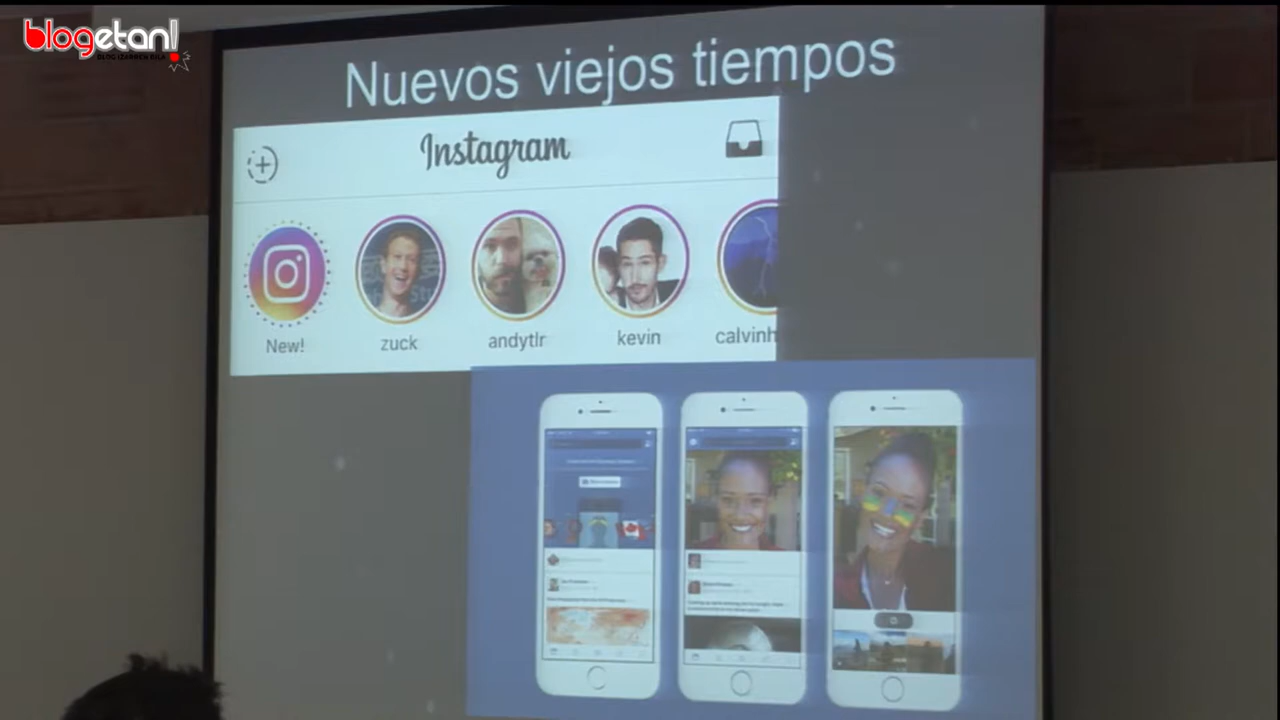 blogetan!
Nuevos viejos tiempos
Instagram
New!
zuck
andytlr
kevin
calvinh